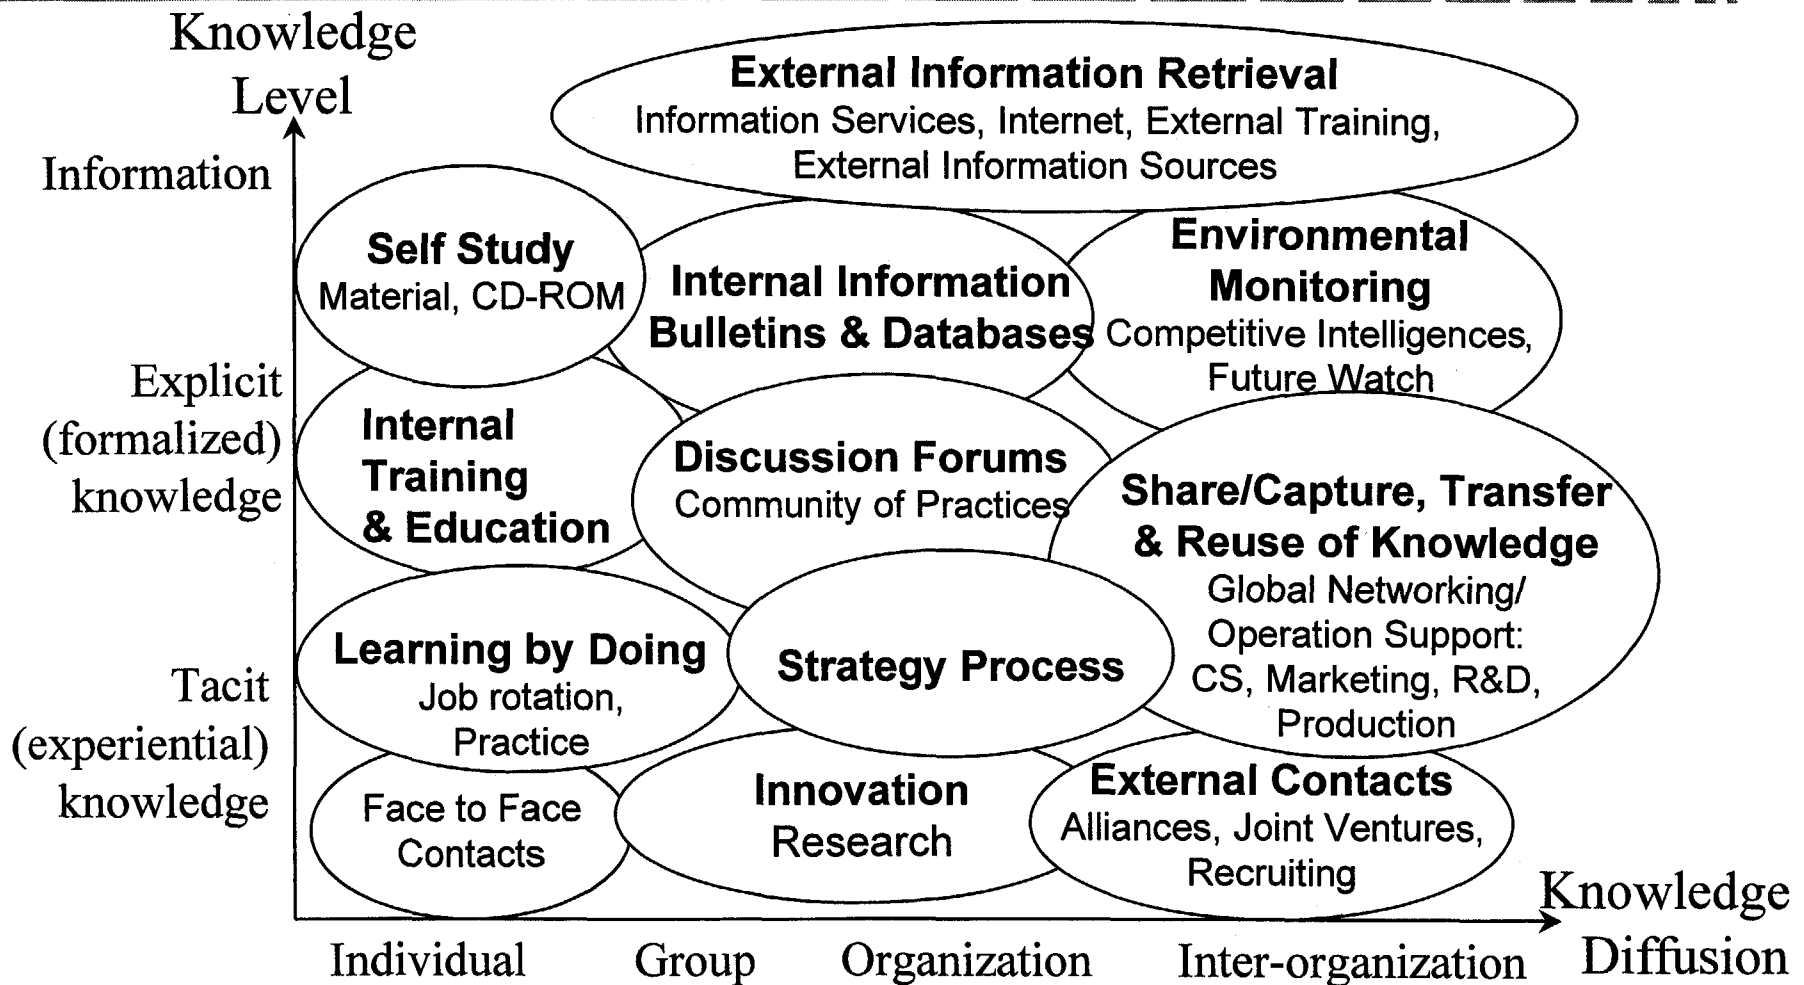 Knowledge
Level
External Information Retrieval
Information Services, Internet, External Training,
External Information Sources
Information
Self Study
Material, CD-ROM
Internal Information
Bulletins & Databases
Environmental
Monitoring
Competitive Intelligences,
Future Watch
Explicit
(formalized)
knowledge
Internal
Training
& Education
Discussion Forums
Community of Practices
Share/Capture, Transfer
& Reuse of Knowledge
Global Networking/
Operation Support:
CS, Marketing, R&D,
Production
Tacit
(experiential)
knowledge
Learning by Doing
Job rotation,
Practice
Strategy Process
Face to Face
Contacts
Innovation
Research
External Contacts
Alliances, Joint Ventures,
Recruiting
Knowledge
Diffusion
Individual
Group
Organization
Inter-organization